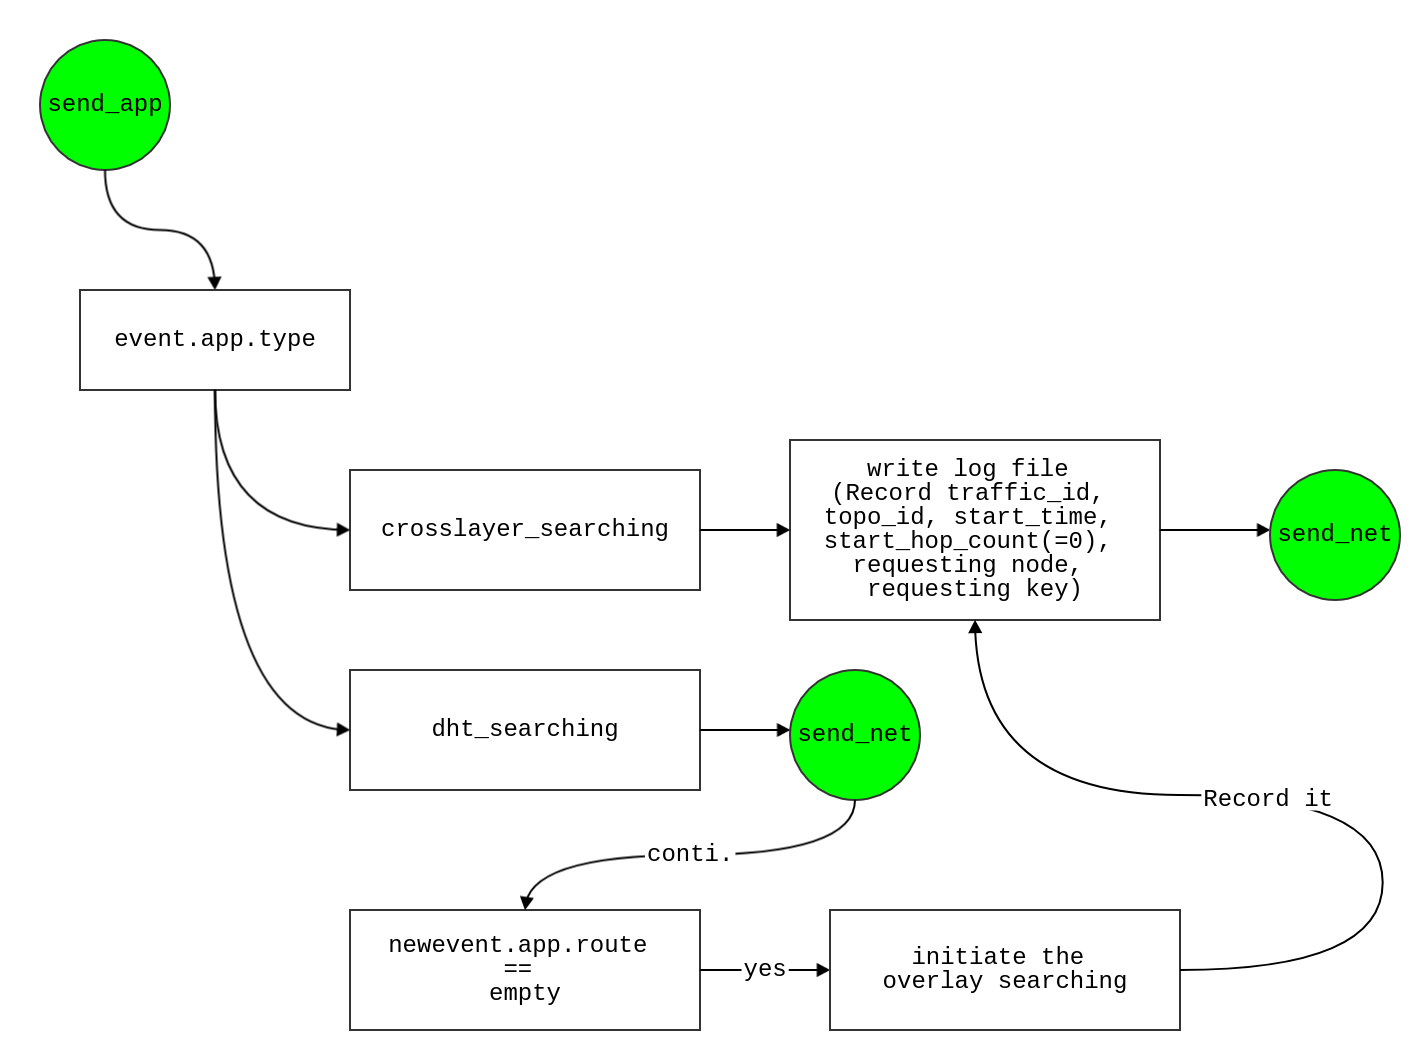 send_app
event.app.type
crosslayer_searching
write log file
(Record traffic_id,
topo_id, start_time,
start_hop_count(=0),
requesting node,
requesting key)
send_net
dht_searching
send_net
Record it
conti.
newevent.app.route
==
empty
yes
initiate the
overlay searching